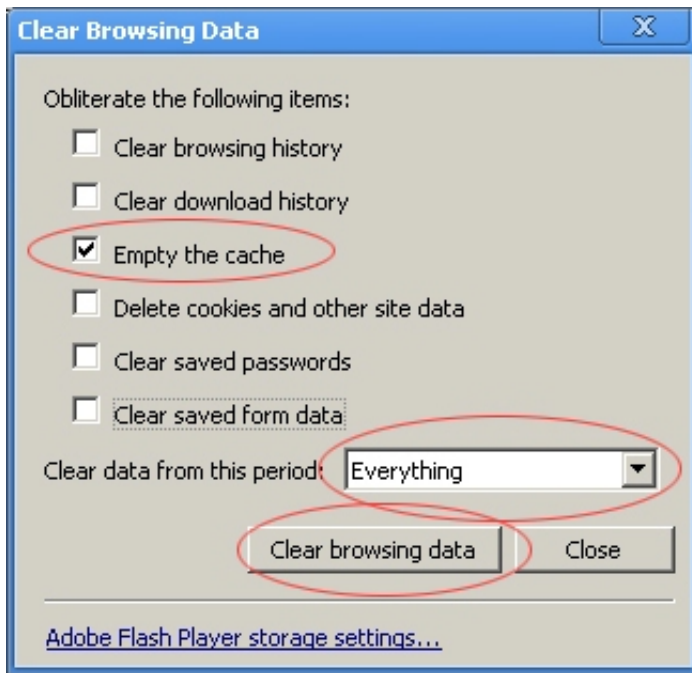 Clear Browsing Data
Obliterate the following items:
Clear browsing history
Clear download history
Empty the cache
Delete cookies and other site data
Clear saved passwords
Clear saved form data
Clear data from this period: Everything
Clear browsing data Close
Adobe Flash Player storage settings...